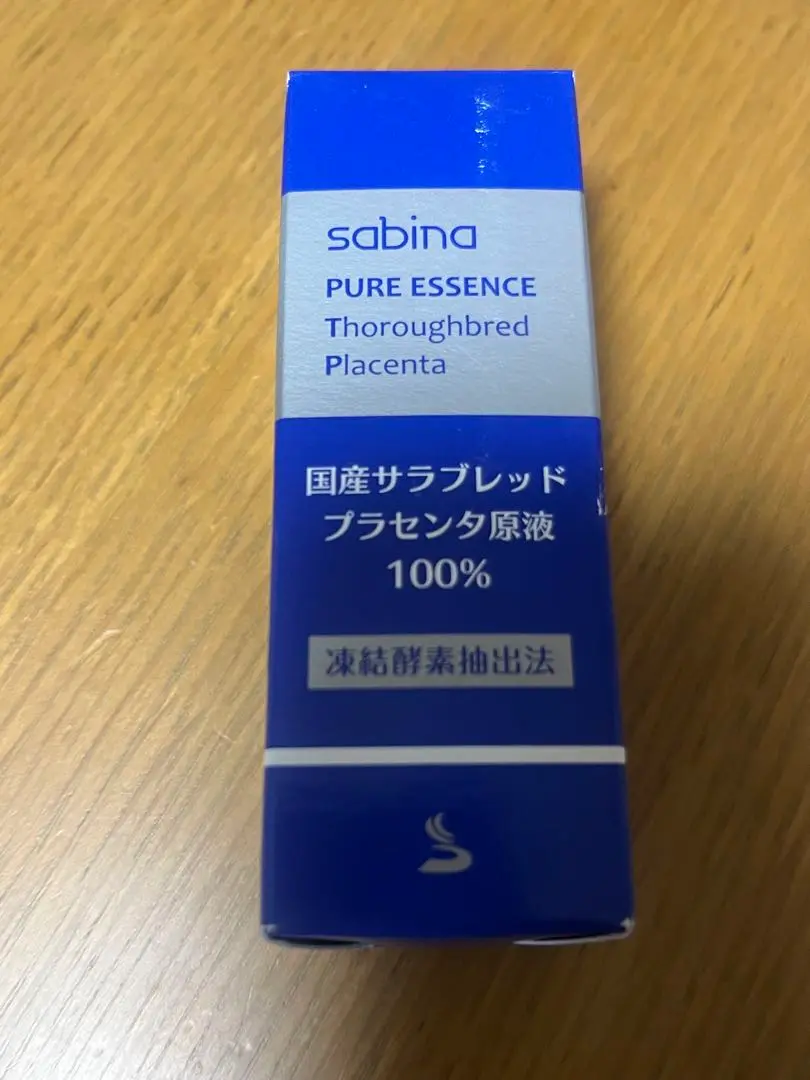 sabina
PURE ESSENCE
Thoroughbred
Placenta
国産サラブレッド
プラセンタ原液
100%
凍結酵素抽出法